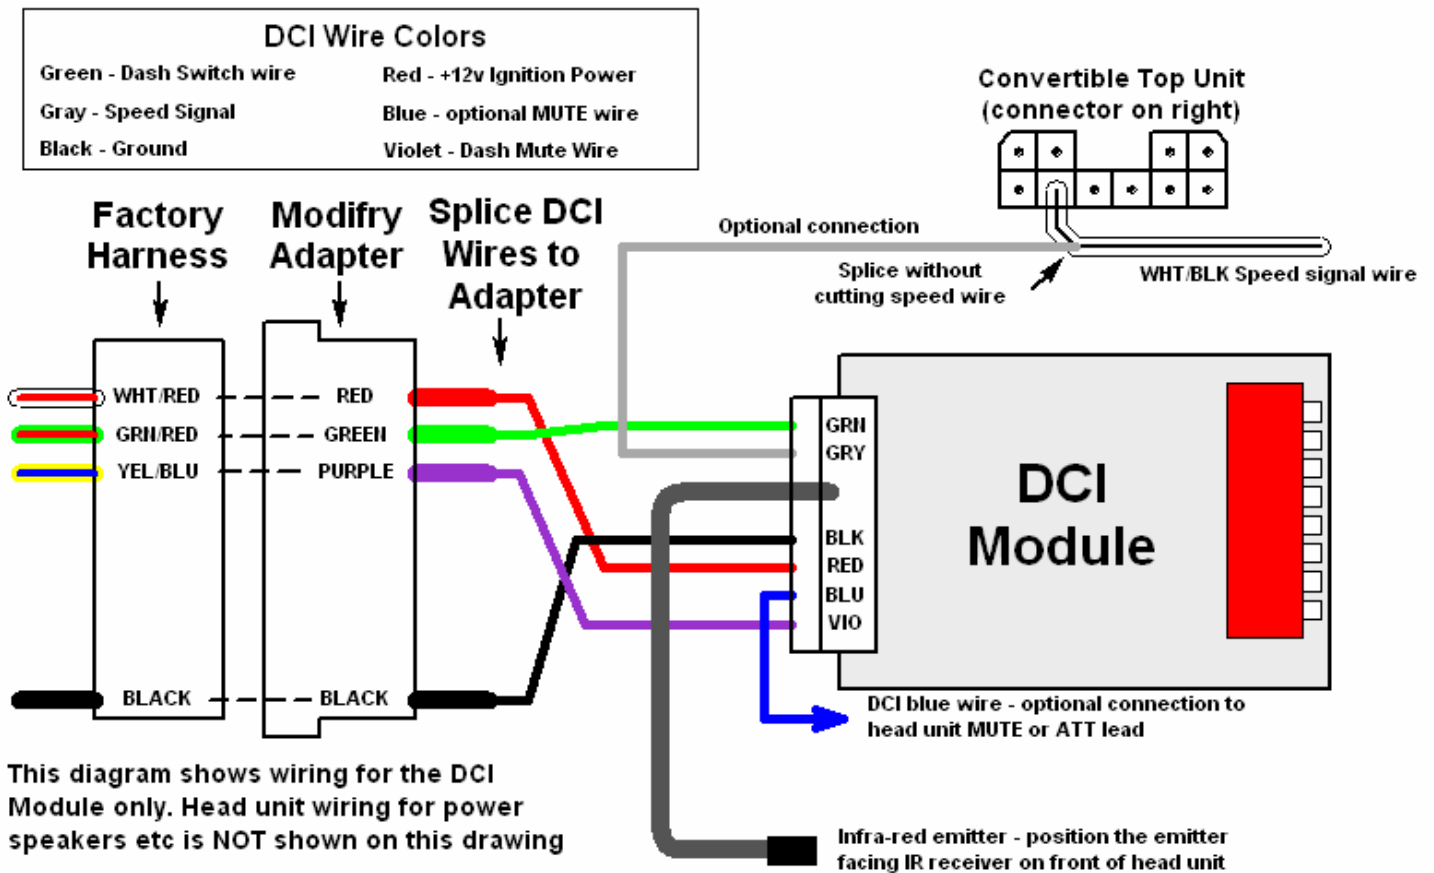 DCI Wire Colors
Green - Dash Switch wire
Red - +12v Ignition Power
Gray - Speed Signal
Blue - optional MUTE wire
Black - Ground
Violet - Dash Mute Wire
Convertible Top Unit
(connector on right)
Factory
Harness
Modifry
Adapter
Splice DCI
Wires to
Adapter
Optional connection
Splice without
cutting speed wire
WHT/BLK Speed signal wire
WHT/RED
RED
GRN/RED
GREEN
YEL/BLU
PURPLE
BLACK
BLACK
GRN
GRY
BLK
RED
BLU
VIO
DCI
Module
DCI blue wire - optional connection to
head unit MUTE or ATT lead
This diagram shows wiring for the DCI
Module only. Head unit wiring for power
speakers etc is NOT shown on this drawing
Infra-red emitter - position the emitter
facing IR receiver on front of head unit